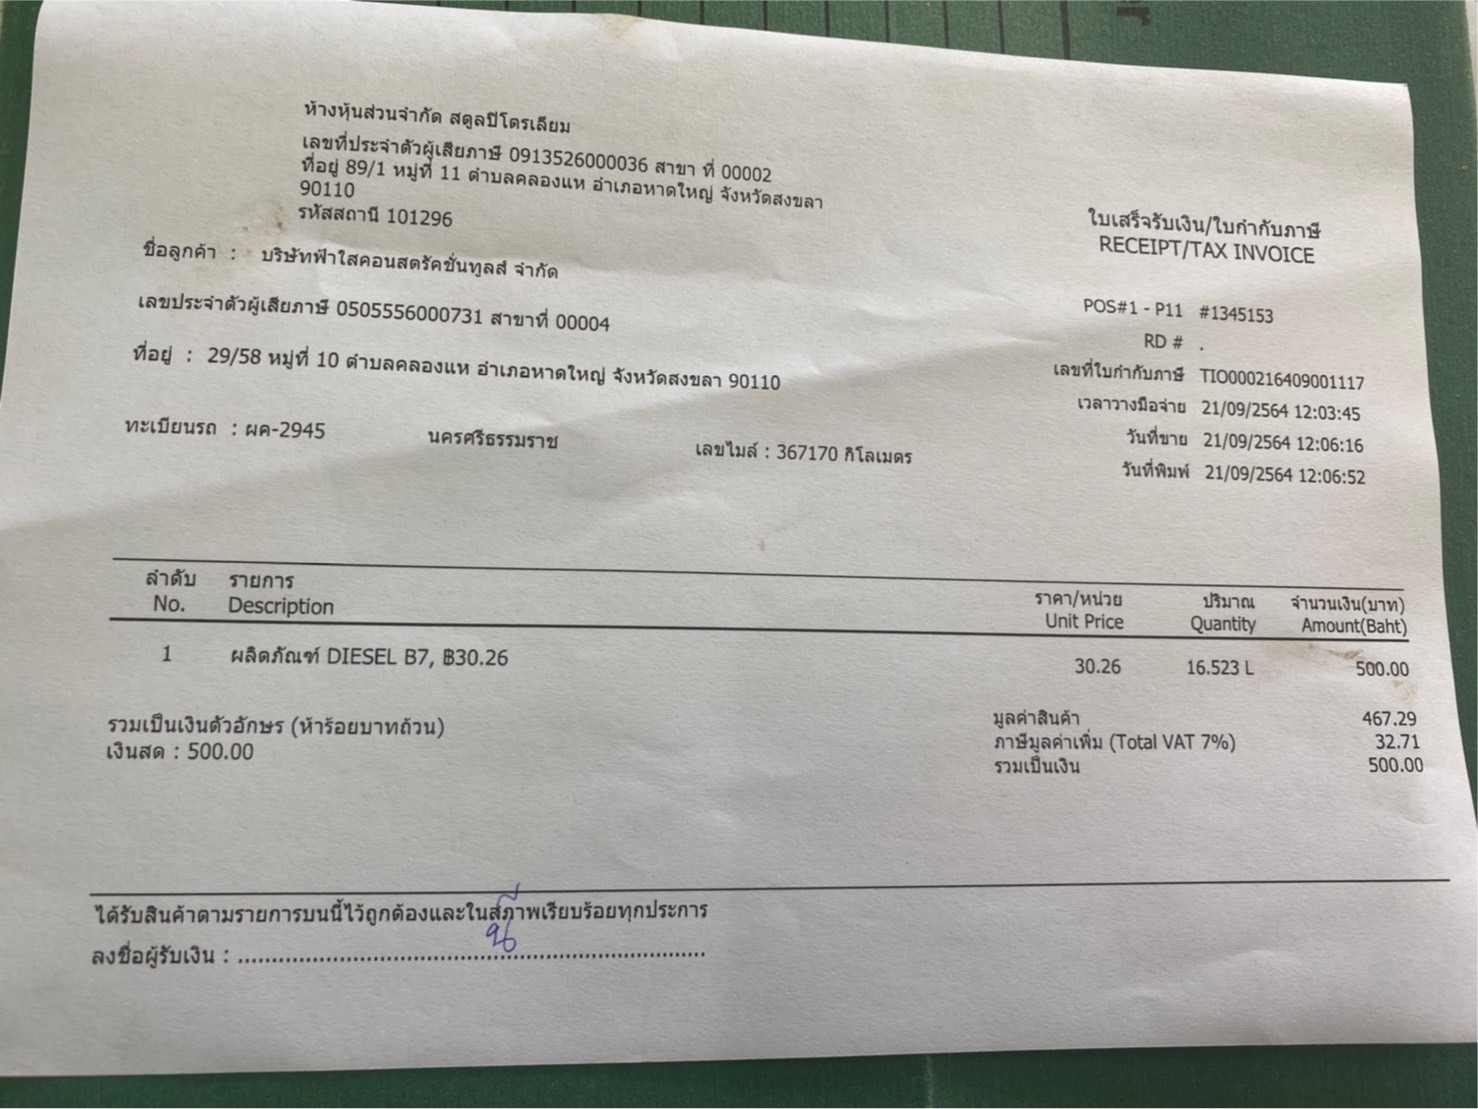 ห้างหุ้นส่วนจำกัด สตูลปิโตรเลียม
เลขที่ประจำตัวผู้เสียภาษี 0913526000036 สาขา ที่ 00002
ที่อยู่ 89/1 หมู่ที่ 11 ตำบลคลองแห อำเภอหาดใหญ่ จังหวัดสงขลา
90110
รหัสสถานี 101296
ใบเสร็จรับเงิน/ใบกำกับภาษี
RECEIPT/TAX INVOICE
ชื่อลูกค้า : บริษัทฟ้าใสคอนสตรัคชั่นทูลส์ จำกัด
เลขประจำตัวผู้เสียภาษี 0505556000731 สาขาที่ 00004
ที่อยู่ : 29/58 หมู่ที่ 10 ตำบลคลองแห อำเภอหาดใหญ่ จังหวัดสงขลา 90110
ทะเบียนรถ : ผค-2945 นครศรีธรรมราช เลขไมล์ : 367170 กิโลเมตร
POS#1 - P11 #1345153
RD # .
เลขที่ใบกำกับภาษี TIO000216409001117
เวลาวางมือจ่าย 21/09/2564 12:03:45
วันที่ขาย 21/09/2564 12:06:16
วันที่พิมพ์ 21/09/2564 12:06:52
ลำดับ รายการ ราคา/หน่วย ปริมาณ จำนวนเงิน(บาท)
No. Description Unit Price Quantity Amount(Baht)
1 ผลิตภัณฑ์ DIESEL B7, ฿30.26 30.26 16.523 L 500.00
รวมเป็นเงินตัวอักษร (ห้าร้อยบาทถ้วน)
เงินสด : 500.00
มูลค่าสินค้า 467.29
ภาษีมูลค่าเพิ่ม (Total VAT 7%) 32.71
รวมเป็นเงิน 500.00
ได้รับสินค้าตามรายการบนนี้ไว้ถูกต้องและในสภาพเรียบร้อยทุกประการ
ลงชื่อผู้รับเงิน : ......................................................................